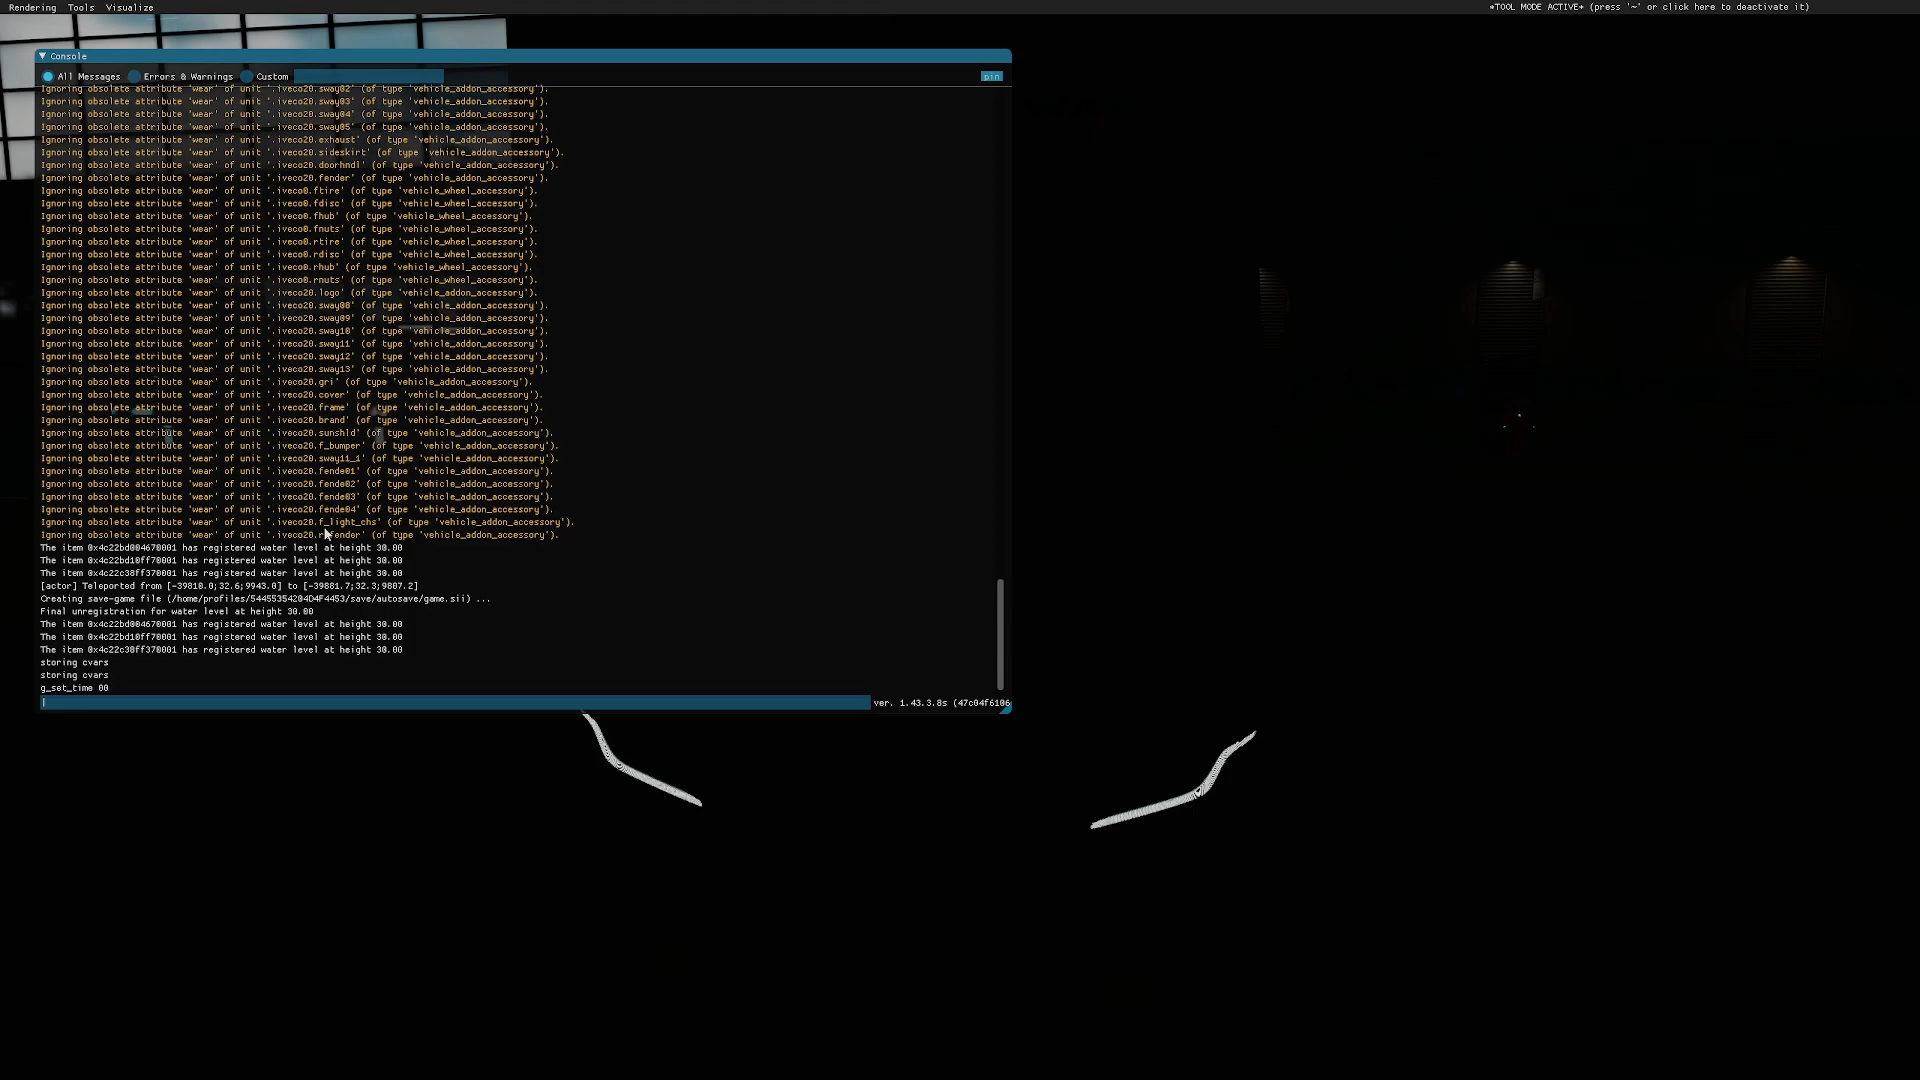 Rendering Tools Visualize
*TOOL MODE ACTIVE* (press '~' or click here to deactivate it)
Console
All Messages Errors & Warnings Custom pin
Ignoring obsolete attribute 'wear' of unit '.iveco20.sway02' (of type 'vehicle_addon_accessory').
Ignoring obsolete attribute 'wear' of unit '.iveco20.sway03' (of type 'vehicle_addon_accessory').
Ignoring obsolete attribute 'wear' of unit '.iveco20.sway04' (of type 'vehicle_addon_accessory').
Ignoring obsolete attribute 'wear' of unit '.iveco20.sway05' (of type 'vehicle_addon_accessory').
Ignoring obsolete attribute 'wear' of unit '.iveco20.exhaust' (of type 'vehicle_addon_accessory').
Ignoring obsolete attribute 'wear' of unit '.iveco20.sideskirt' (of type 'vehicle_addon_accessory').
Ignoring obsolete attribute 'wear' of unit '.iveco20.doorhndl' (of type 'vehicle_addon_accessory').
Ignoring obsolete attribute 'wear' of unit '.iveco20.fender' (of type 'vehicle_addon_accessory').
Ignoring obsolete attribute 'wear' of unit '.iveco0.ftire' (of type 'vehicle_wheel_accessory').
Ignoring obsolete attribute 'wear' of unit '.iveco0.fdisc' (of type 'vehicle_wheel_accessory').
Ignoring obsolete attribute 'wear' of unit '.iveco0.fhub' (of type 'vehicle_wheel_accessory').
Ignoring obsolete attribute 'wear' of unit '.iveco0.fnuts' (of type 'vehicle_wheel_accessory').
Ignoring obsolete attribute 'wear' of unit '.iveco0.rtire' (of type 'vehicle_wheel_accessory').
Ignoring obsolete attribute 'wear' of unit '.iveco0.rdisc' (of type 'vehicle_wheel_accessory').
Ignoring obsolete attribute 'wear' of unit '.iveco0.rhub' (of type 'vehicle_wheel_accessory').
Ignoring obsolete attribute 'wear' of unit '.iveco0.rnuts' (of type 'vehicle_wheel_accessory').
Ignoring obsolete attribute 'wear' of unit '.iveco20.logo' (of type 'vehicle_addon_accessory').
Ignoring obsolete attribute 'wear' of unit '.iveco20.sway08' (of type 'vehicle_addon_accessory').
Ignoring obsolete attribute 'wear' of unit '.iveco20.sway09' (of type 'vehicle_addon_accessory').
Ignoring obsolete attribute 'wear' of unit '.iveco20.sway10' (of type 'vehicle_addon_accessory').
Ignoring obsolete attribute 'wear' of unit '.iveco20.sway11' (of type 'vehicle_addon_accessory').
Ignoring obsolete attribute 'wear' of unit '.iveco20.sway12' (of type 'vehicle_addon_accessory').
Ignoring obsolete attribute 'wear' of unit '.iveco20.sway13' (of type 'vehicle_addon_accessory').
Ignoring obsolete attribute 'wear' of unit '.iveco20.gri' (of type 'vehicle_addon_accessory').
Ignoring obsolete attribute 'wear' of unit '.iveco20.cover' (of type 'vehicle_addon_accessory').
Ignoring obsolete attribute 'wear' of unit '.iveco20.frame' (of type 'vehicle_addon_accessory').
Ignoring obsolete attribute 'wear' of unit '.iveco20.brand' (of type 'vehicle_addon_accessory').
Ignoring obsolete attribute 'wear' of unit '.iveco20.sunshld' (of type 'vehicle_addon_accessory').
Ignoring obsolete attribute 'wear' of unit '.iveco20.f_bumper' (of type 'vehicle_addon_accessory').
Ignoring obsolete attribute 'wear' of unit '.iveco20.sway11_1' (of type 'vehicle_addon_accessory').
Ignoring obsolete attribute 'wear' of unit '.iveco20.fende01' (of type 'vehicle_addon_accessory').
Ignoring obsolete attribute 'wear' of unit '.iveco20.fende02' (of type 'vehicle_addon_accessory').
Ignoring obsolete attribute 'wear' of unit '.iveco20.fende03' (of type 'vehicle_addon_accessory').
Ignoring obsolete attribute 'wear' of unit '.iveco20.fende04' (of type 'vehicle_addon_accessory').
Ignoring obsolete attribute 'wear' of unit '.iveco20.f_light_chs' (of type 'vehicle_addon_accessory').
Ignoring obsolete attribute 'wear' of unit (of type 'vehicle_addon_accessory').
The item 0x4c22bd004670001 has registered water level at height 30.00
The item 0x4c22bd10ff70001 has registered water level at height 30.00
The item 0x4c22c38ff370001 has registered water level at height 30.00
[actor] Teleported from [-39810.0;32.6;9943.0] to [-39881.7;32.3;9807.2]
Creating save-game file (/home/profiles/54455354204D4F4453/save/autosave/game.sii) ...
Final unregistration for water level at height 30.00
The item 0x4c22bd004670001 has registered water level at height 30.00
The item 0x4c22bd10ff70001 has registered water level at height 30.00
The item 0x4c22c38ff370001 has registered water level at height 30.00
storing cvars
storing cvars
g_set_time 00
ver. 1.43.3.8s (47c04f6106